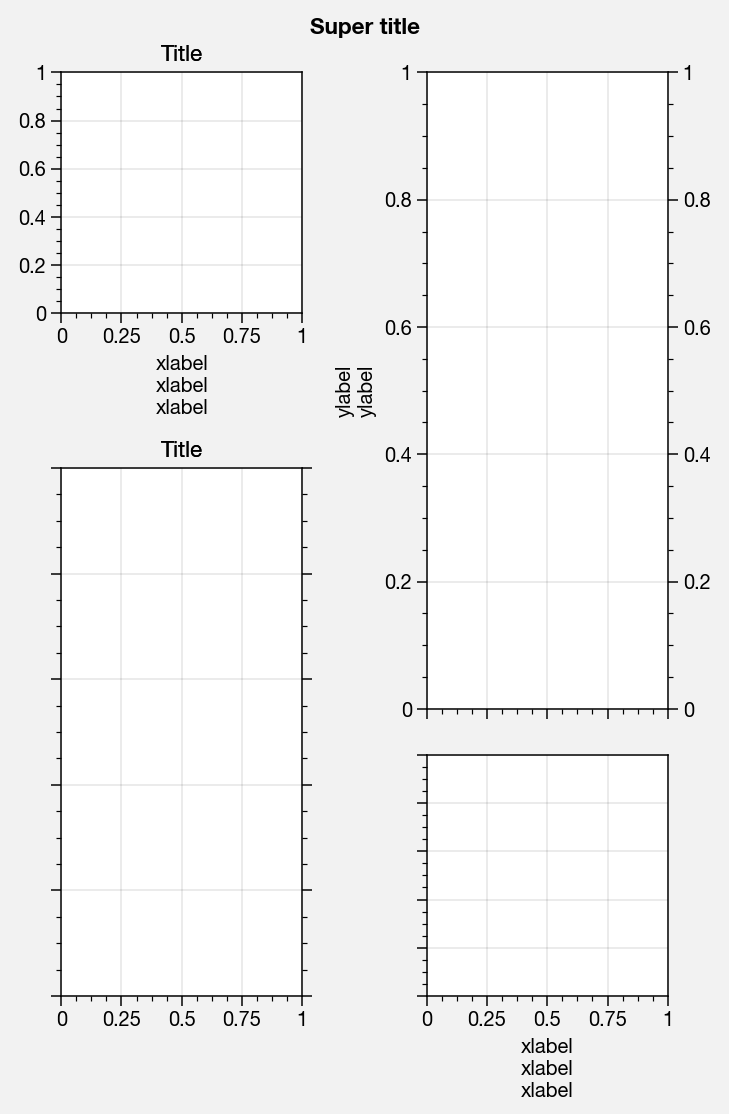 Super title
Title
1
0.8
0.6
0.4
0.2
0
0 0.25 0.5 0.75 1
xlabel
xlabel
xlabel
ylabel
ylabel
1 1
0.8 0.8
0.6 0.6
0.4 0.4
0.2 0.2
0 0
Title
0 0.25 0.5 0.75 1
0 0.25 0.5 0.75 1
xlabel
xlabel
xlabel